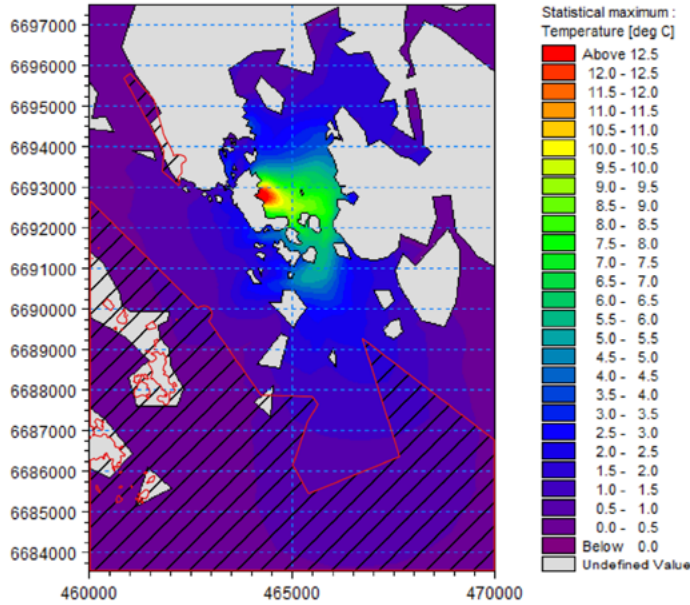 6697000
6696000
6695000
6694000
6693000
6692000
6691000
6690000
6689000
6688000
6687000
6686000
6685000
6684000
460000 465000 470000
Statistical maximum :
Temperature [deg C]
Above 12.5
12.0 - 12.5
11.5 - 12.0
11.0 - 11.5
10.5 - 11.0
10.0 - 10.5
9.5 - 10.0
9.0 - 9.5
8.5 - 9.0
8.0 - 8.5
7.5 - 8.0
7.0 - 7.5
6.5 - 7.0
6.0 - 6.5
5.5 - 6.0
5.0 - 5.5
4.5 - 5.0
4.0 - 4.5
3.5 - 4.0
3.0 - 3.5
2.5 - 3.0
2.0 - 2.5
1.5 - 2.0
1.0 - 1.5
0.5 - 1.0
0.0 - 0.5
Below 0.0
Undefined Value